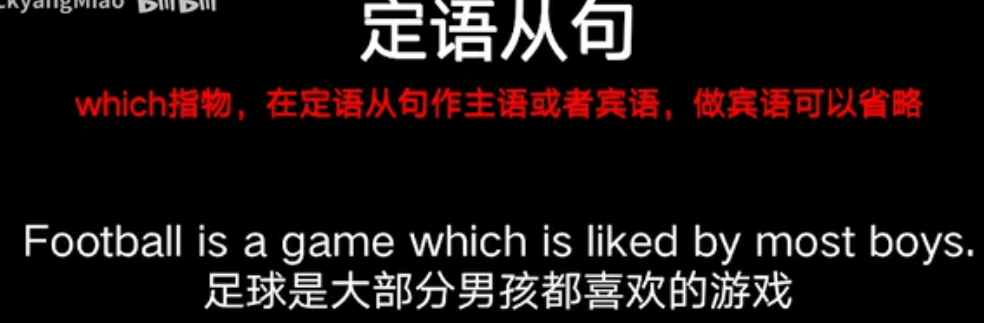 ckyangMiao bilibili
定语从句
which指物，在定语从句作主语或者宾语，做宾语可以省略
Football is a game which is liked by most boys.
足球是大部分男孩都喜欢的游戏